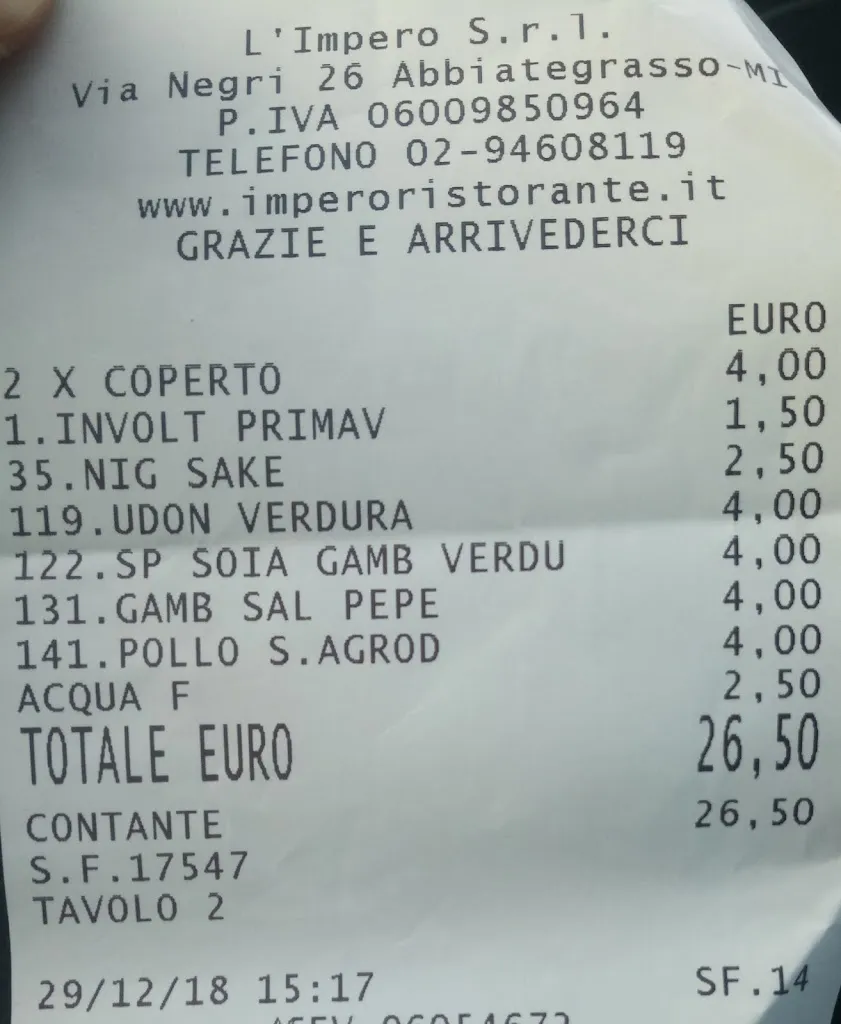 L'Impero S.r.l.
Via Negri 26 Abbiategrasso-MI
P.IVA 06009850964
TELEFONO 02-94608119
www.imperoristorante.it
GRAZIE E ARRIVEDERCI
EURO
2 X COPERTO 4,00
1.INVOLT PRIMAV 1,50
35.NIG SAKE 2,50
119.UDON VERDURA 4,00
122.SP SOIA GAMB VERDU 4,00
131.GAMB SAL PEPE 4,00
141.POLLO S.AGROD 4,00
ACQUA F 2,50
TOTALE EURO 26,50
CONTANTE 26,50
S.F.17547
TAVOLO 2
29/12/18 15:17 SF.14